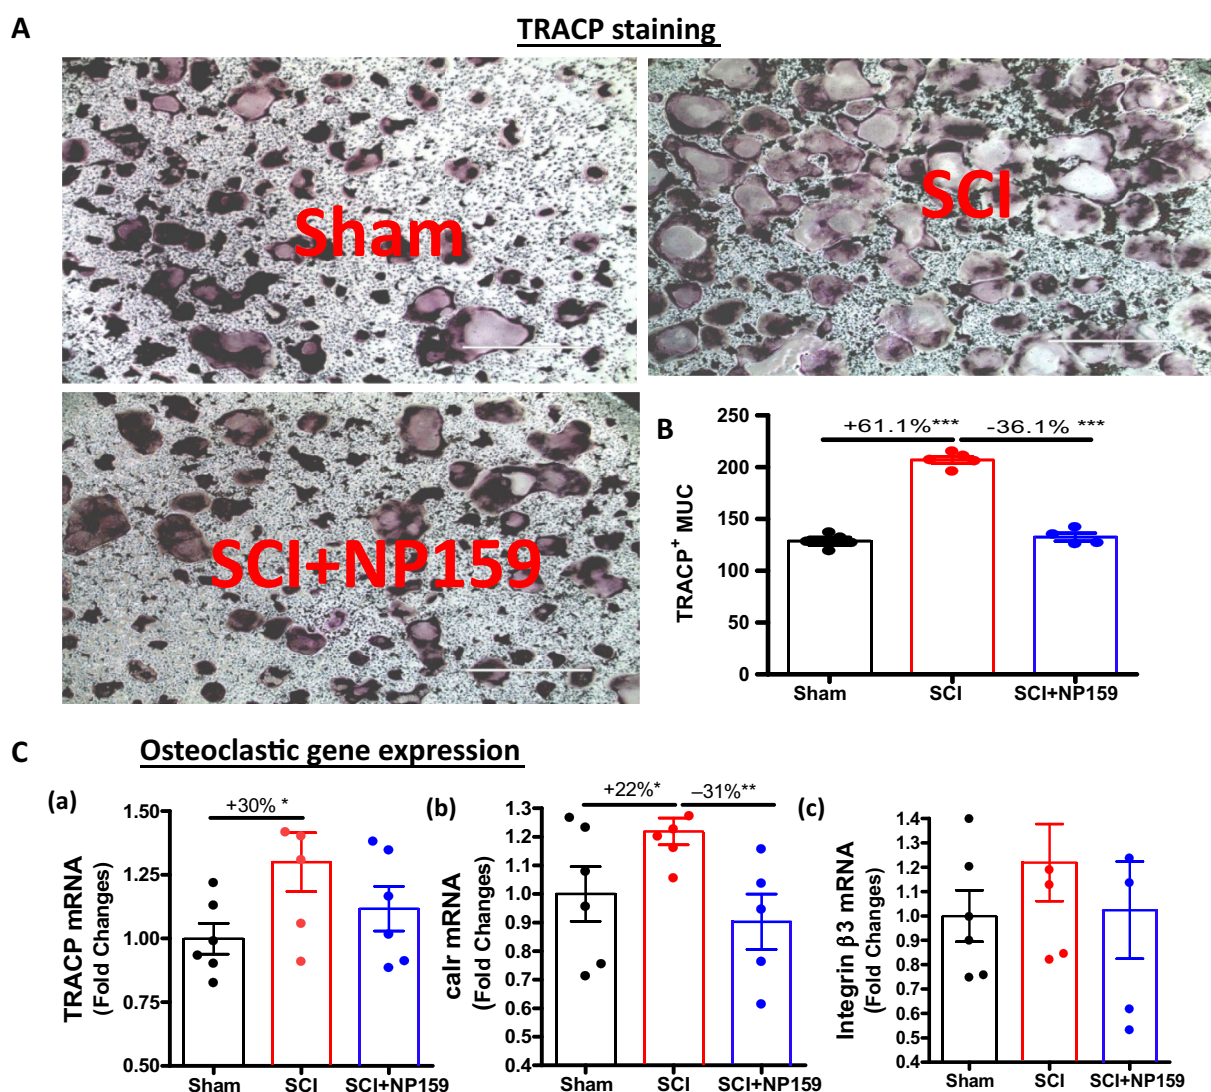 A
TRACP staining
Sham
SCI
SCI+NP159
B
TRACP⁺ MUC
250
200
150
100
50
0
+61.1%***
-36.1% ***
Sham
SCI
SCI+NP159
C
Osteoclastic gene expression
(a)
TRACP mRNA
(Fold Changes)
1.50
1.25
1.00
0.75
0.50
+30% *
Sham
SCI
SCI+NP159
(b)
calr mRNA
(Fold Changes)
1.3
1.2
1.1
1.0
0.9
0.8
0.7
0.6
0.5
0.4
+22%*
–31%**
Sham
SCI
SCI+NP159
(c)
Integrin β3 mRNA
(Fold Changes)
1.4
1.3
1.2
1.1
1.0
0.9
0.8
0.7
0.6
0.5
0.4
Sham
SCI
SCI+NP159